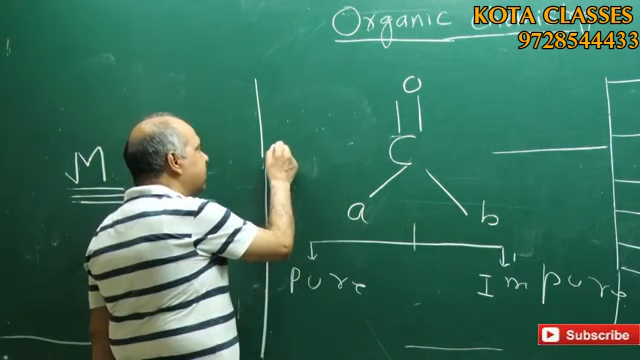 KOTA CLASSES
Organic
9728544433
O
C
M
a b
Pure Impure
Subscribe